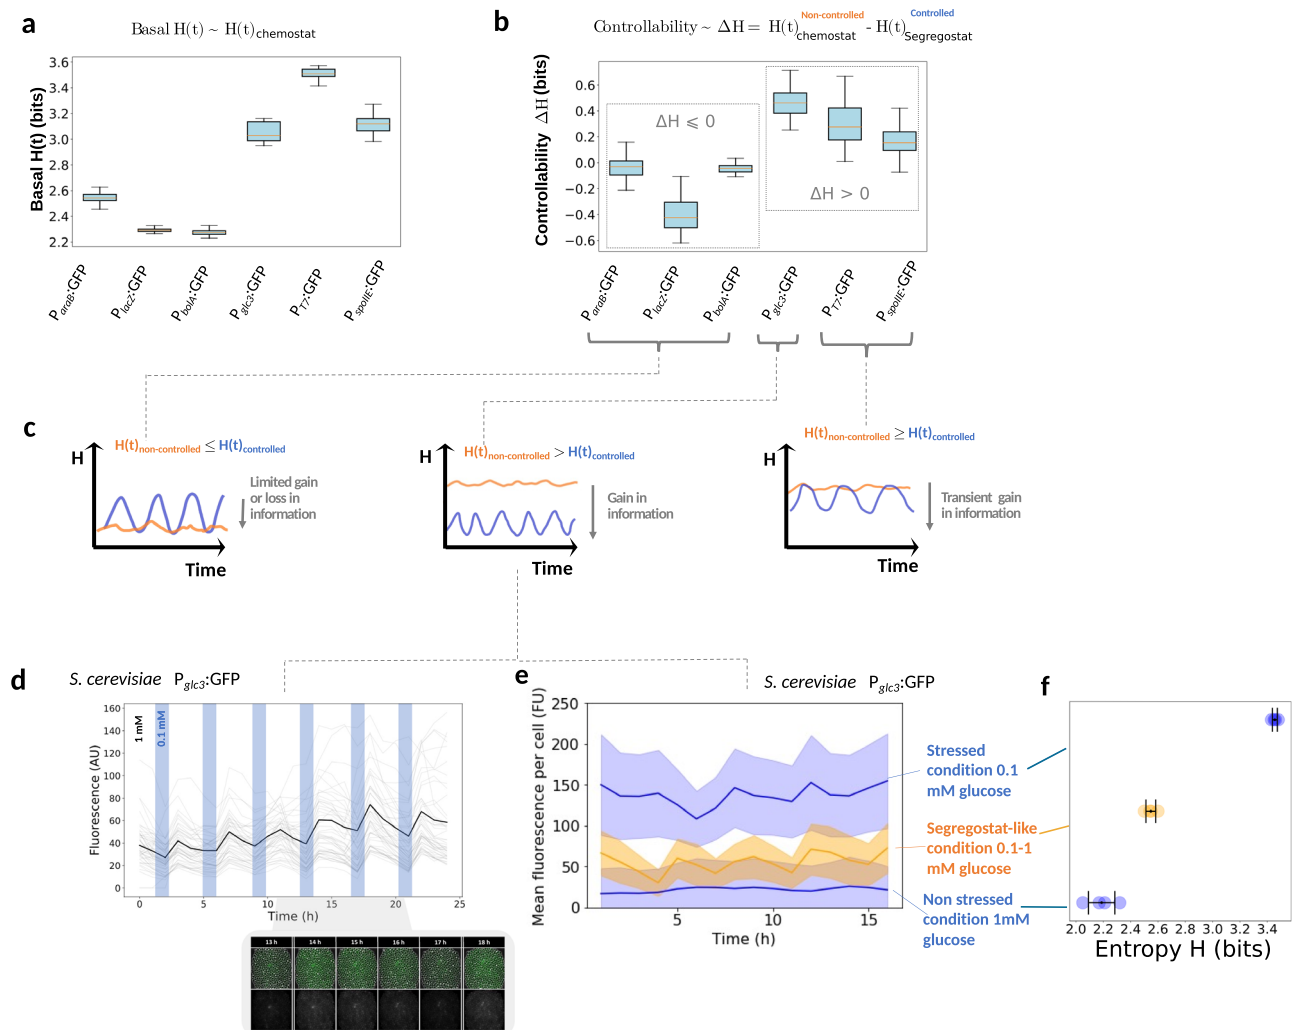 a
Basal H(t) ~ H(t)chemostat
Basal H(t) (bits)
3.6
3.4
3.2
3.0
2.8
2.6
2.4
2.2
ParaB:GFP
PlacZ:GFP
PbolA:GFP
Pglc3:GFP
PT7:GFP
PspoIIE:GFP
b
Non-controlled
Controlled
Controllability ~ ΔH = H(t)chemostat - H(t)Segregostat
Controllability ΔH (bits)
0.6
0.4
0.2
0.0
−0.2
−0.4
−0.6
ΔH ⩽ 0
ΔH > 0
ParaB:GFP
PlacZ:GFP
PbolA:GFP
Pglc3:GFP
PT7:GFP
PspoIIE:GFP
c
H(t)non-controlled ≤ H(t)controlled
H
Limited gain
or loss in
information
Time
H(t)non-controlled > H(t)controlled
H
Gain in
information
Time
H(t)non-controlled ≥ H(t)controlled
H
Transient gain
in information
Time
d
S. cerevisiae Pglc3:GFP
1 mM
0.1 mM
Fluorescence (AU)
160
140
120
100
80
60
40
20
0
0 5 10 15 20 25
Time (h)
13 h 14 h 15 h 16 h 17 h 18 h
e
S. cerevisiae Pglc3:GFP
Mean fluorescence per cell (FU)
250
200
150
100
50
0
5 10 15
Time (h)
Stressed
condition 0.1
mM glucose
Segregostat-like
condition 0.1-1
mM glucose
Non stressed
condition 1mM
glucose
f
2.0 2.2 2.4 2.6 2.8 3.0 3.2 3.4
Entropy H (bits)